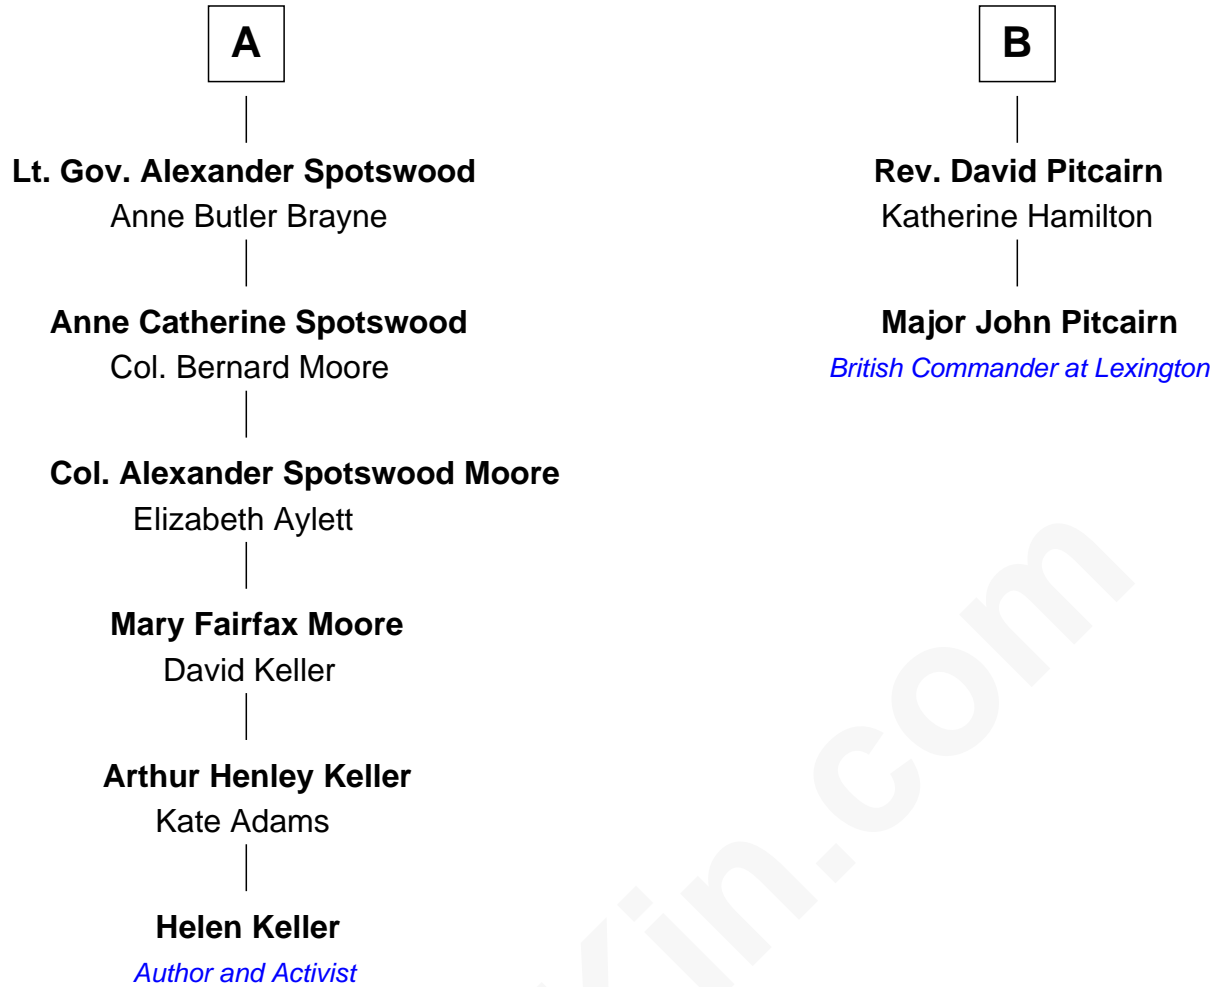 A
Lt. Gov. Alexander Spotswood
Anne Butler Brayne
Anne Catherine Spotswood
Col. Bernard Moore
Col. Alexander Spotswood Moore
Elizabeth Aylett
Mary Fairfax Moore
David Keller
Arthur Henley Keller
Kate Adams
Helen Keller
Author and Activist
B
Rev. David Pitcairn
Katherine Hamilton
Major John Pitcairn
British Commander at Lexington
in.com